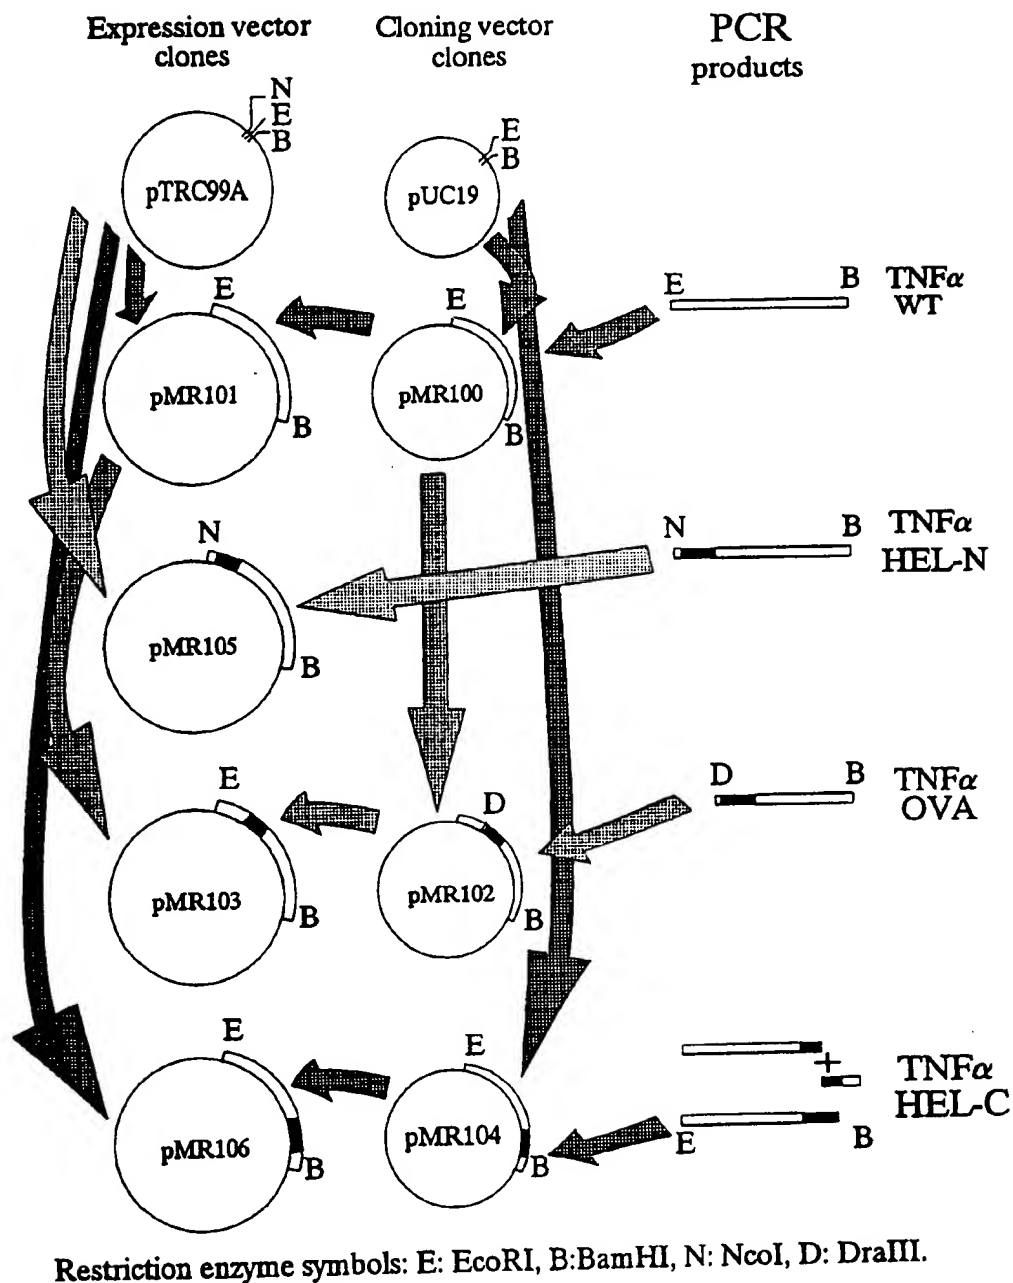 Expression vector
clones
Cloning vector
clones
PCR
products
N
E
B
pTRC99A
E
B
pUC19
E
B
TNFα
WT
E
pMR101
B
E
pMR100
B
N
B
TNFα
HEL-N
N
pMR105
B
D
B
TNFα
OVA
E
pMR103
B
D
pMR102
B
E
pMR106
B
E
pMR104
B
+
E
B
TNFα
HEL-C
Restriction enzyme symbols: E: EcoRI, B:BamHI, N: NcoI, D: DraIII.